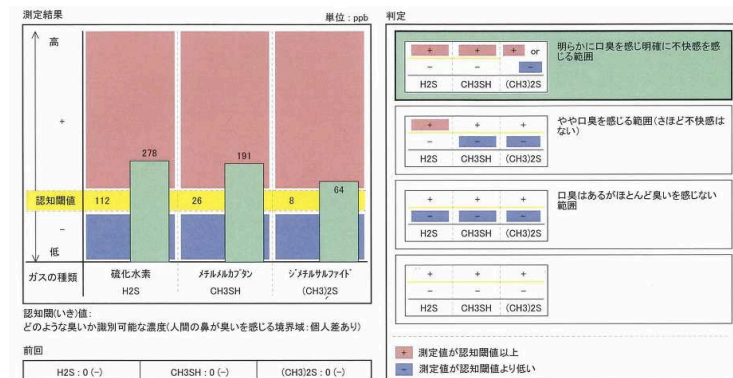 測定結果
単位：ppb
高
+
278
191
64
認知閾値
112
26
8
−
低
ガスの種類
硫化水素
H2S
メチルメルカプタン
CH3SH
ジメチルサルファイド
(CH3)2S
認知閾(いき)値：
どのような臭いか識別可能な濃度(人間の鼻が臭いを感じる境界域：個人差あり)
前回
H2S：0 (−)
CH3SH：0 (−)
(CH3)2S：0 (−)
判定
+ + + or
− − −
H2S CH3SH (CH3)2S
明らかに口臭を感じ明確に不快感を感
じる範囲
+ + +
− − −
H2S CH3SH (CH3)2S
やや口臭を感じる範囲(さほど不快感は
ない)
+ + +
− − −
H2S CH3SH (CH3)2S
口臭はあるがほとんど臭いを感じない
範囲
+ + +
− − −
H2S CH3SH (CH3)2S
+ 測定値が認知閾値以上
− 測定値が認知閾値より低い